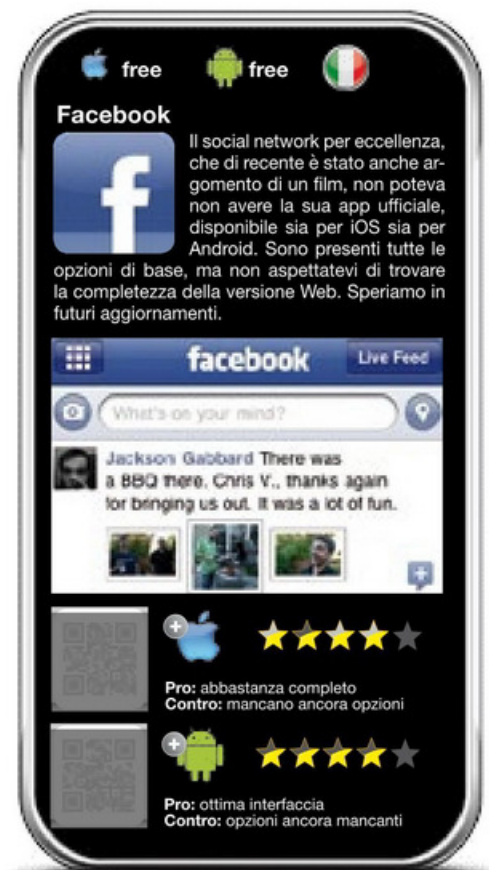 free free
Facebook
Il social network per eccellenza,
che di recente è stato anche ar-
gomento di un film, non poteva
non avere la sua app ufficiale,
disponibile sia per iOS sia per
Android. Sono presenti tutte le
opzioni di base, ma non aspettatevi di trovare
la completezza della versione Web. Speriamo in
futuri aggiornamenti.
facebook Live Feed
What's on your mind?
Jackson Gabbard There was
a BBQ there. Chris V., thanks again
for bringing us out. It was a lot of fun.
Pro: abbastanza completo
Contro: mancano ancora opzioni
Pro: ottima interfaccia
Contro: opzioni ancora mancanti